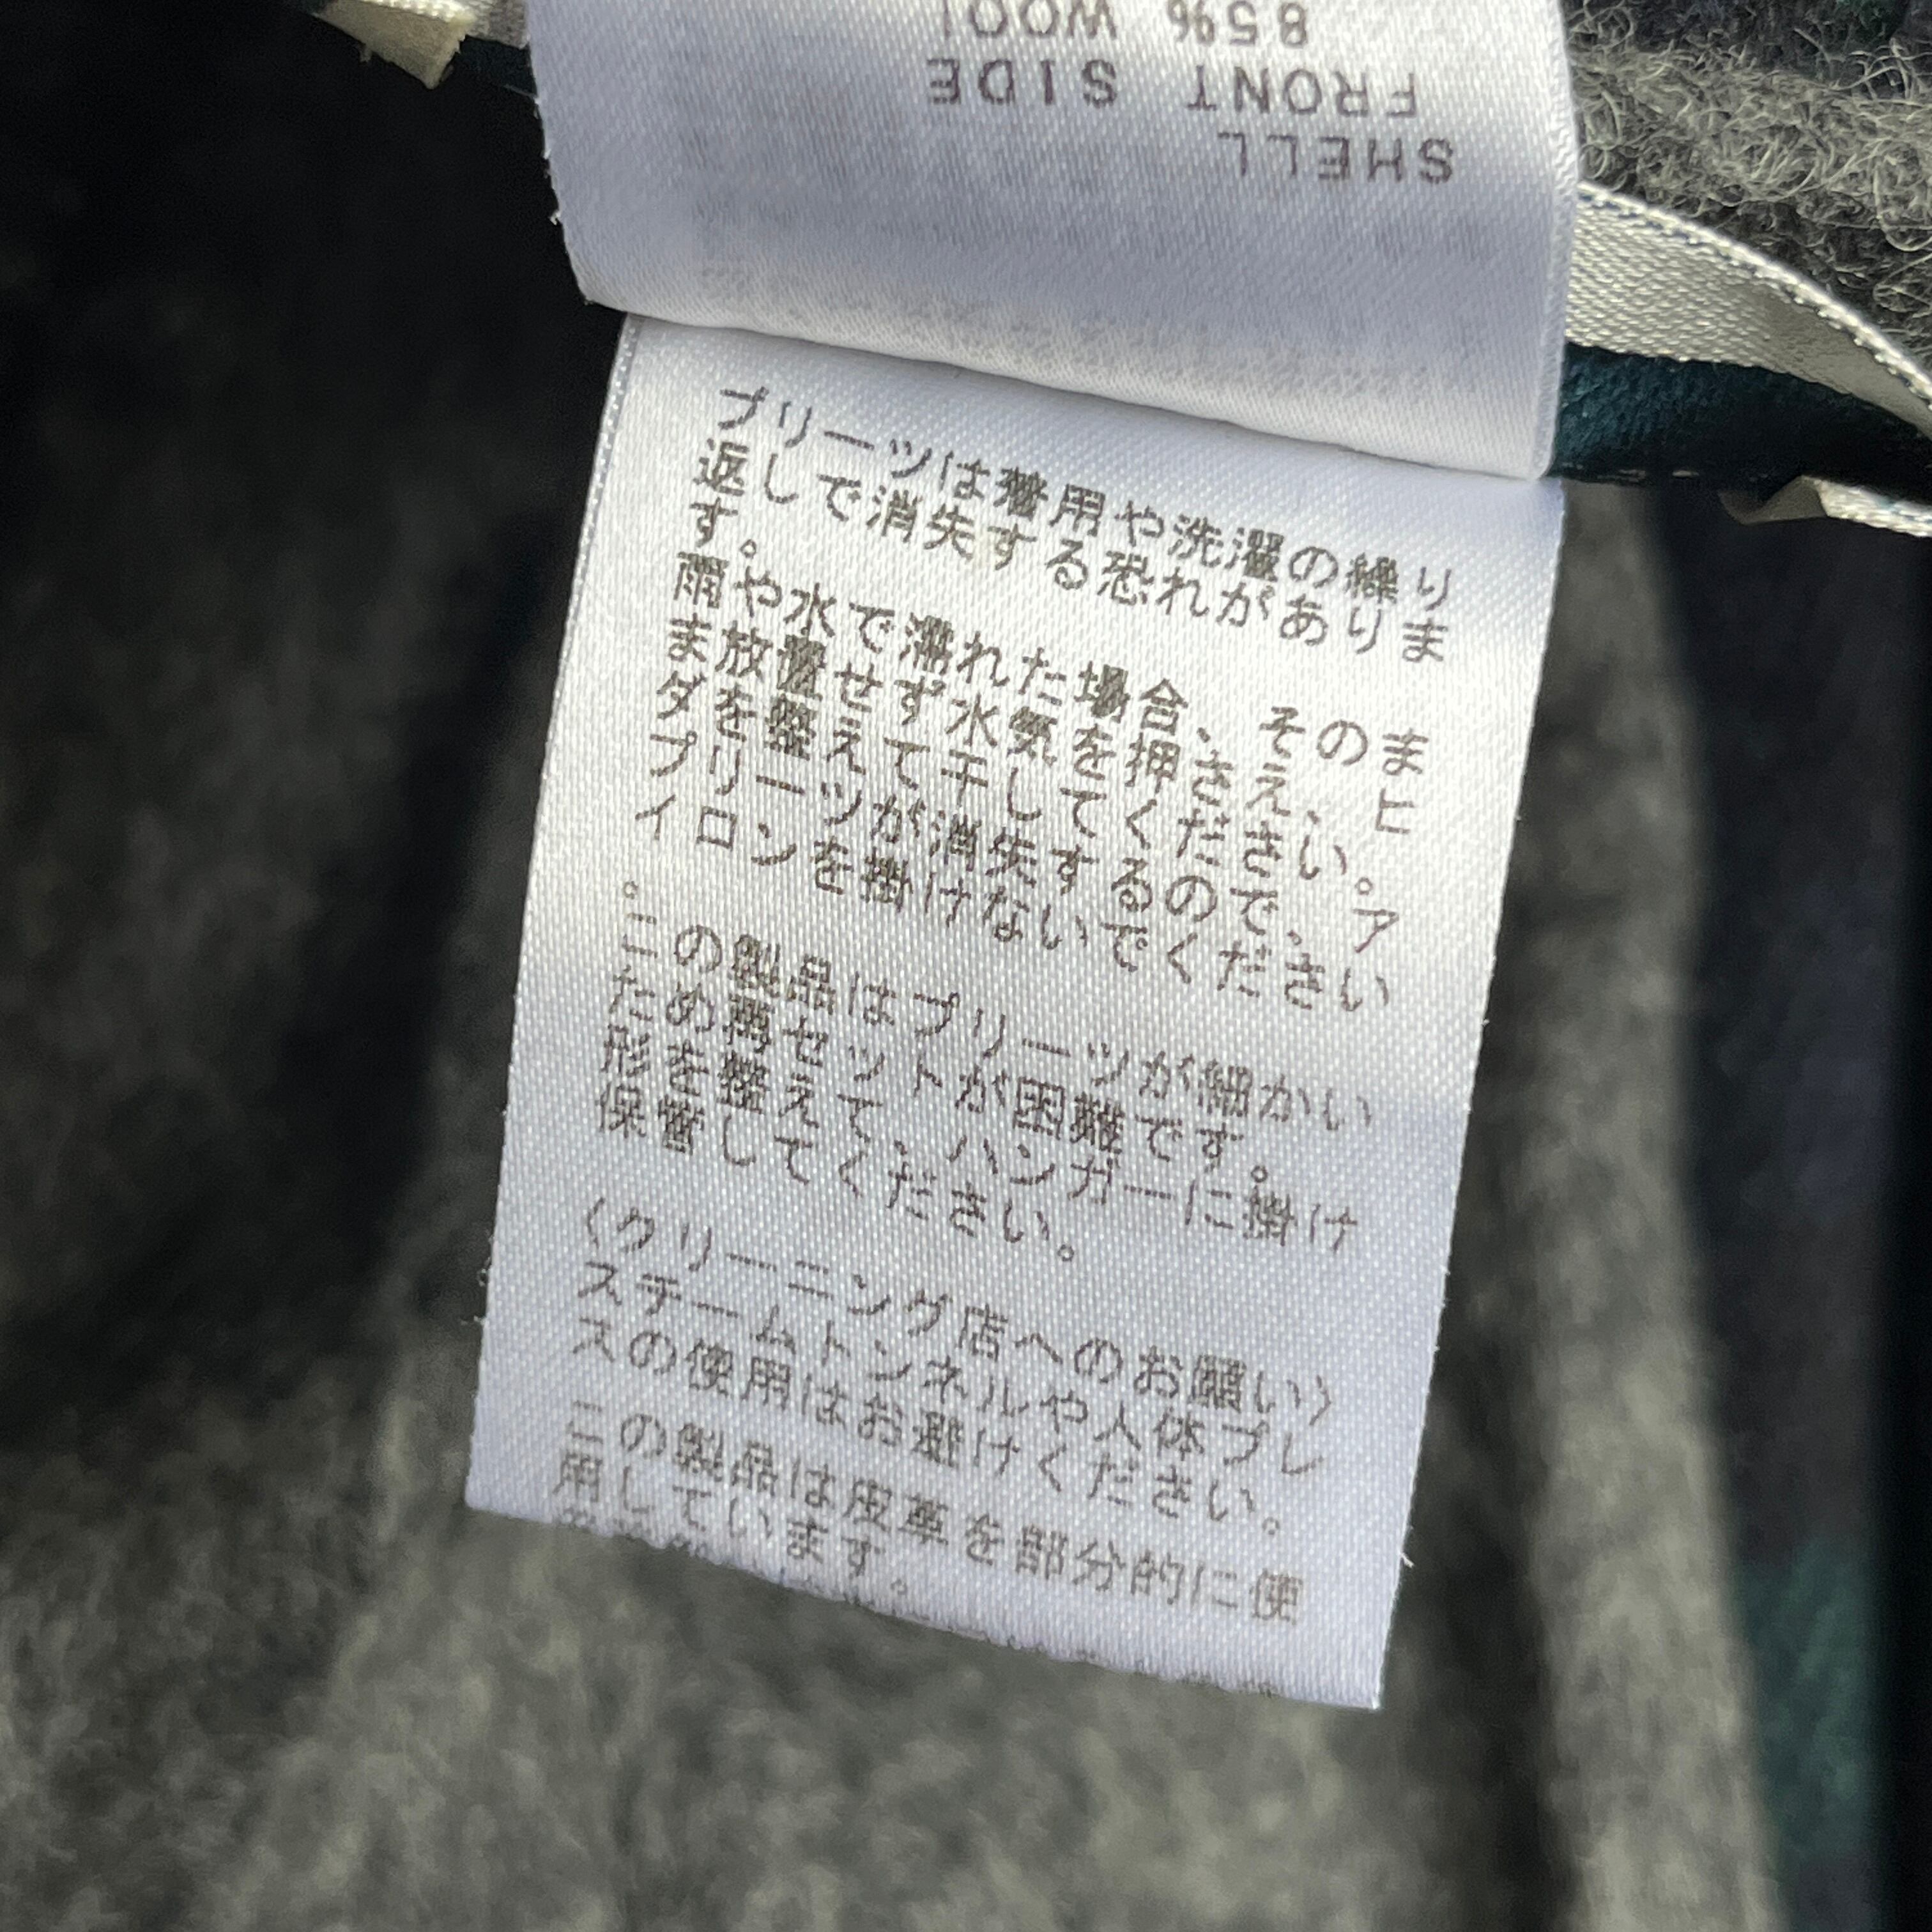 SHELL
FRONT SIDE
85% WOOL
プリーツは着用や洗濯の繰り
返しで消失する恐れがありま
す。
雨や水で濡れた場合、そのま
ま放置せず水気を押さえ、ヒ
ダを整えて干してください。
プリーツが消失するので、ア
イロンを掛けないでください
。
この製品はプリーツが細かい
ため再セットが困難です。
形を整えて、ハンガーに掛け
保管してください。
〈クリーニング店へのお願い〉
スチームトンネルや人体プレ
スの使用はお避けください。
この製品は皮革を部分的に使
用しています。